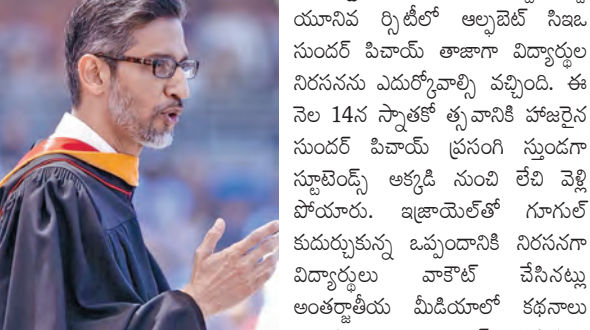 యూనివ ర్సిటీలో ఆల్ఫబెట్ సిఇఒ
సుందర్ పిచాయ్ తాజాగా విద్యార్థుల
నిరసనను ఎదుర్కోవాల్సి వచ్చింది. ఈ
నెల 14న స్నాతకో త్స వానికి హాజరైన
సుందర్ పిచాయ్ ప్రసంగి స్తుండగా
స్టూటెండ్స్ అక్కడి నుంచి లేచి వెళ్లి
పోయారు. ఇజ్రాయెల్‌తో గూగుల్
కుదుర్చుకున్న ఒప్పందానికి నిరసనగా
విద్యార్థులు వాకౌట్ చేసినట్లు
అంతర్జాతీయ మీడియాలో కథనాలు